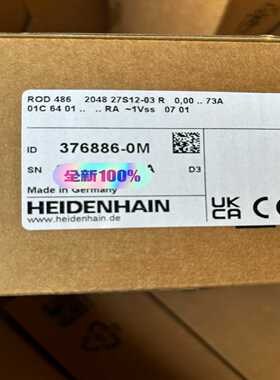 ROD 486 2048 27S12-03 R 0,00 .. 73A
01C 64 01 .. .. RA ~1Vss 07 01
ID 376886-0M
SN A D3
全新100%
Made in Germany
HEIDENHAIN
www.heidenhain.de
UK
CA
CE